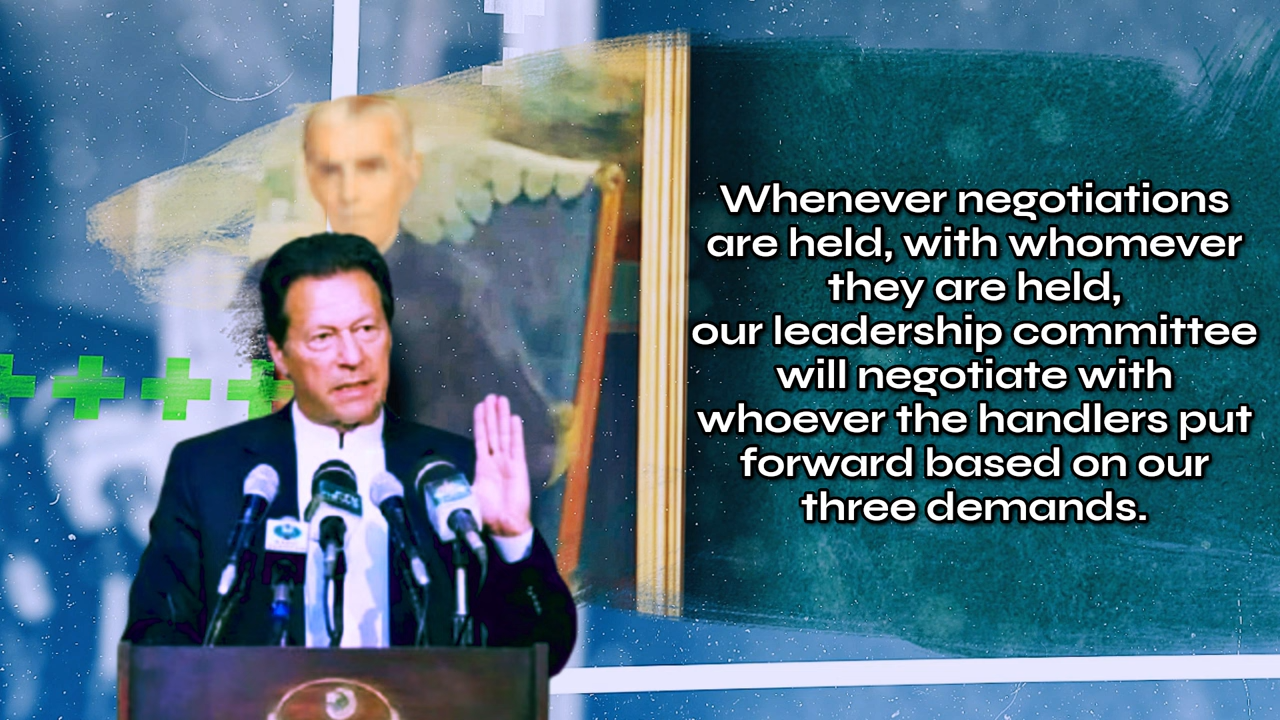 Whenever negotiations
are held, with whomever
they are held,
our leadership committee
will negotiate with
whoever the handlers put
forward based on our
three demands.